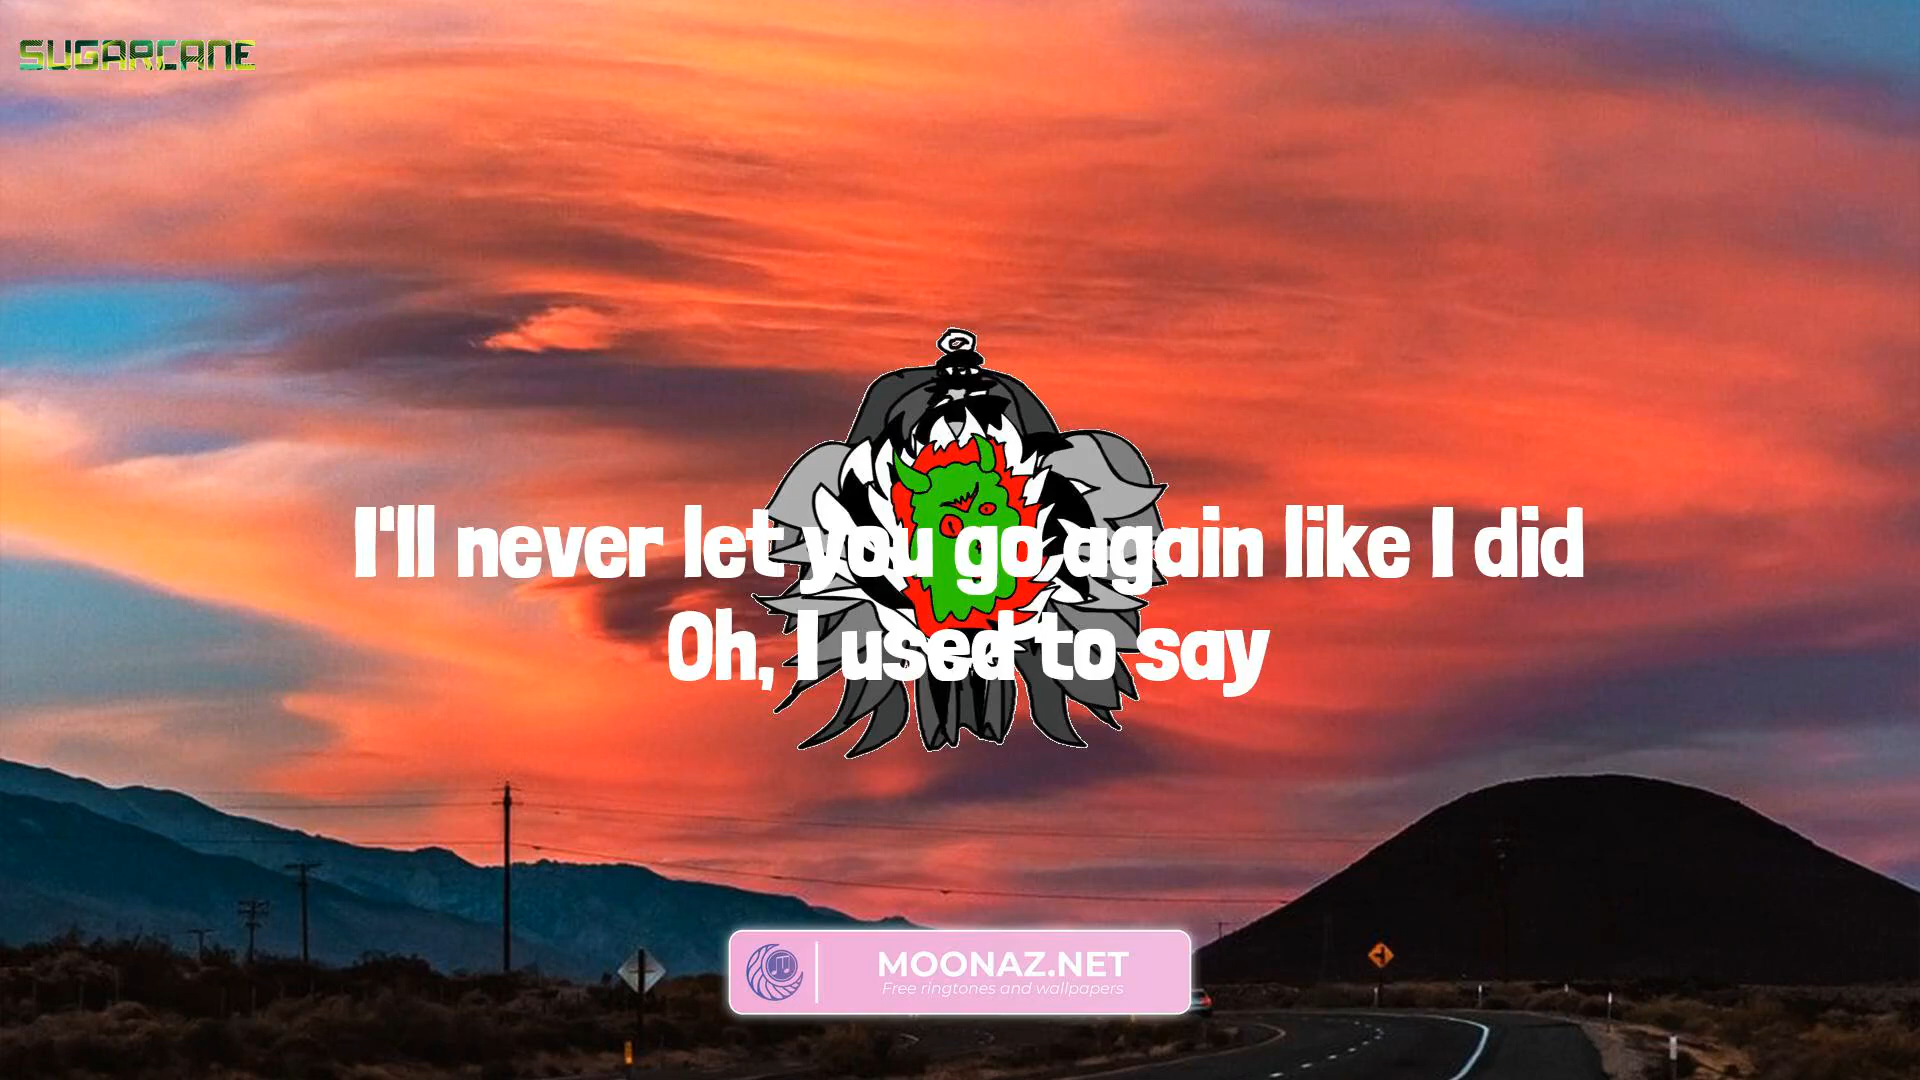 SUGARCANE
I'll never let you go again like I did
Oh, I used to say
MOONAZ.NET
Free ringtones and wallpapers